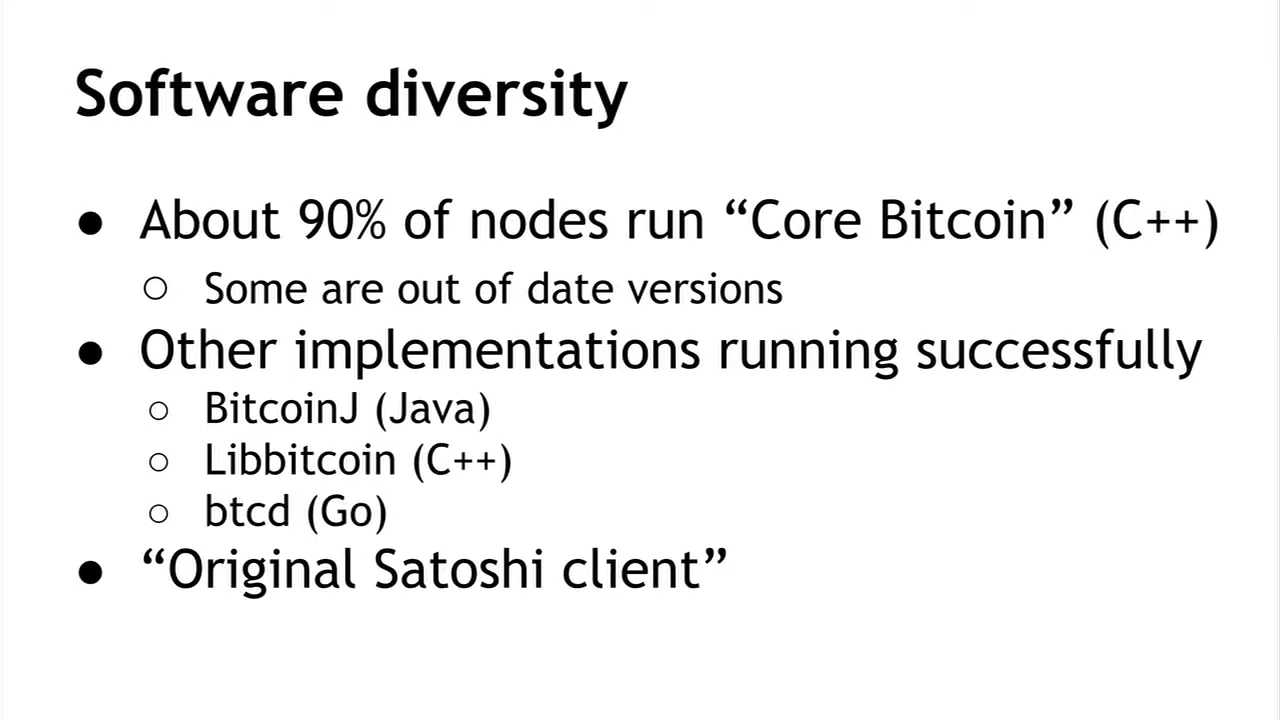 Software diversity
● About 90% of nodes run “Core Bitcoin” (C++)
○ Some are out of date versions
● Other implementations running successfully
○ BitcoinJ (Java)
○ Libbitcoin (C++)
○ btcd (Go)
● “Original Satoshi client”